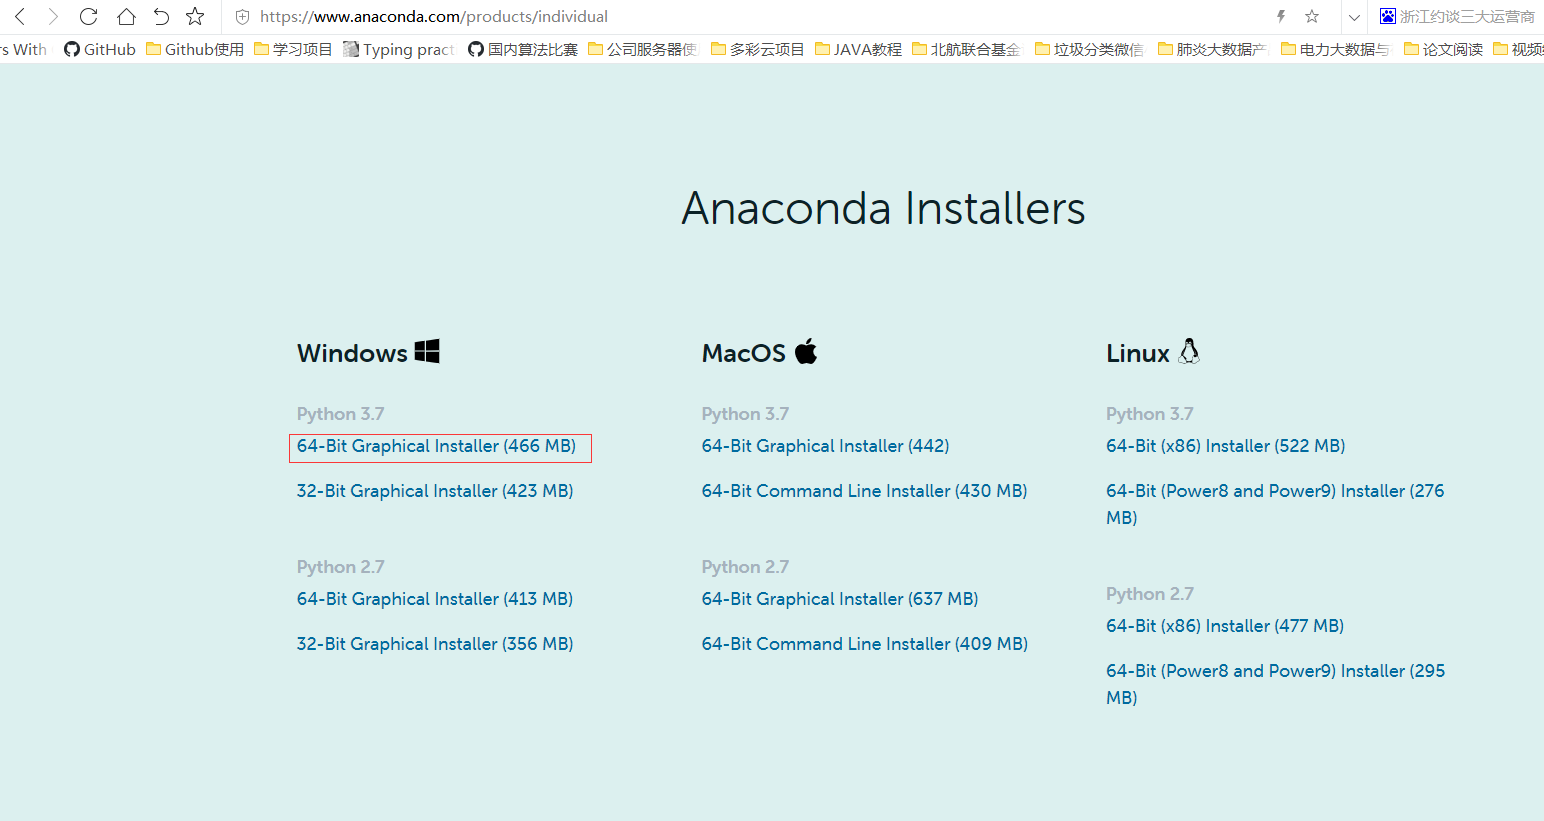 https://www.anaconda.com/products/individual
浙江约谈三大运营商
rs With
GitHub
Github使用
学习项目
Typing pract
国内算法比赛
公司服务器使
多彩云项目
JAVA教程
北航联合基金
垃圾分类微信
肺炎大数据产
电力大数据与
论文阅读
视频
Anaconda Installers
Windows
Python 3.7
64-Bit Graphical Installer (466 MB)
32-Bit Graphical Installer (423 MB)
Python 2.7
64-Bit Graphical Installer (413 MB)
32-Bit Graphical Installer (356 MB)
MacOS
Python 3.7
64-Bit Graphical Installer (442)
64-Bit Command Line Installer (430 MB)
Python 2.7
64-Bit Graphical Installer (637 MB)
64-Bit Command Line Installer (409 MB)
Linux
Python 3.7
64-Bit (x86) Installer (522 MB)
64-Bit (Power8 and Power9) Installer (276
MB)
Python 2.7
64-Bit (x86) Installer (477 MB)
64-Bit (Power8 and Power9) Installer (295
MB)